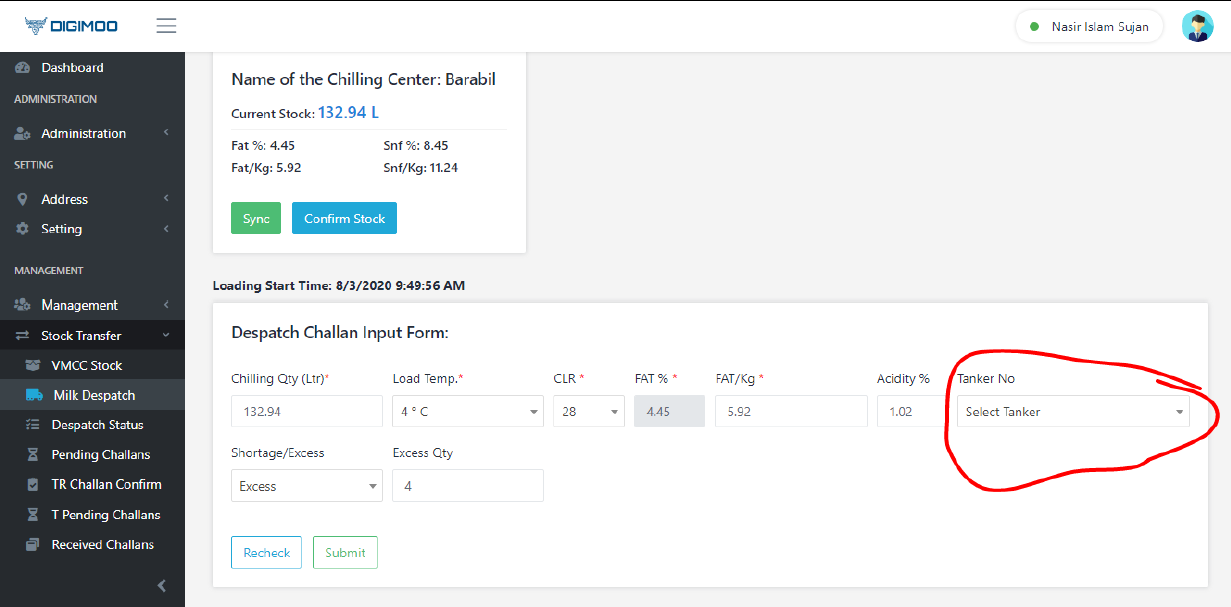 DIGIMOO
Nasir Islam Sujan
Dashboard
ADMINISTRATION
Administration
SETTING
Address
Setting
MANAGEMENT
Management
Stock Transfer
VMCC Stock
Milk Despatch
Despatch Status
Pending Challans
TR Challan Confirm
T Pending Challans
Received Challans
Name of the Chilling Center: Barabil
Current Stock: 132.94 L
Fat %: 4.45 Snf %: 8.45
Fat/Kg: 5.92 Snf/Kg: 11.24
Sync Confirm Stock
Loading Start Time: 8/3/2020 9:49:56 AM
Despatch Challan Input Form:
Chilling Qty (Ltr)* Load Temp.* CLR * FAT % * FAT/Kg * Acidity % Tanker No
132.94 4 ° C 28 4.45 5.92 1.02 Select Tanker
Shortage/Excess Excess Qty
Excess 4
Recheck Submit